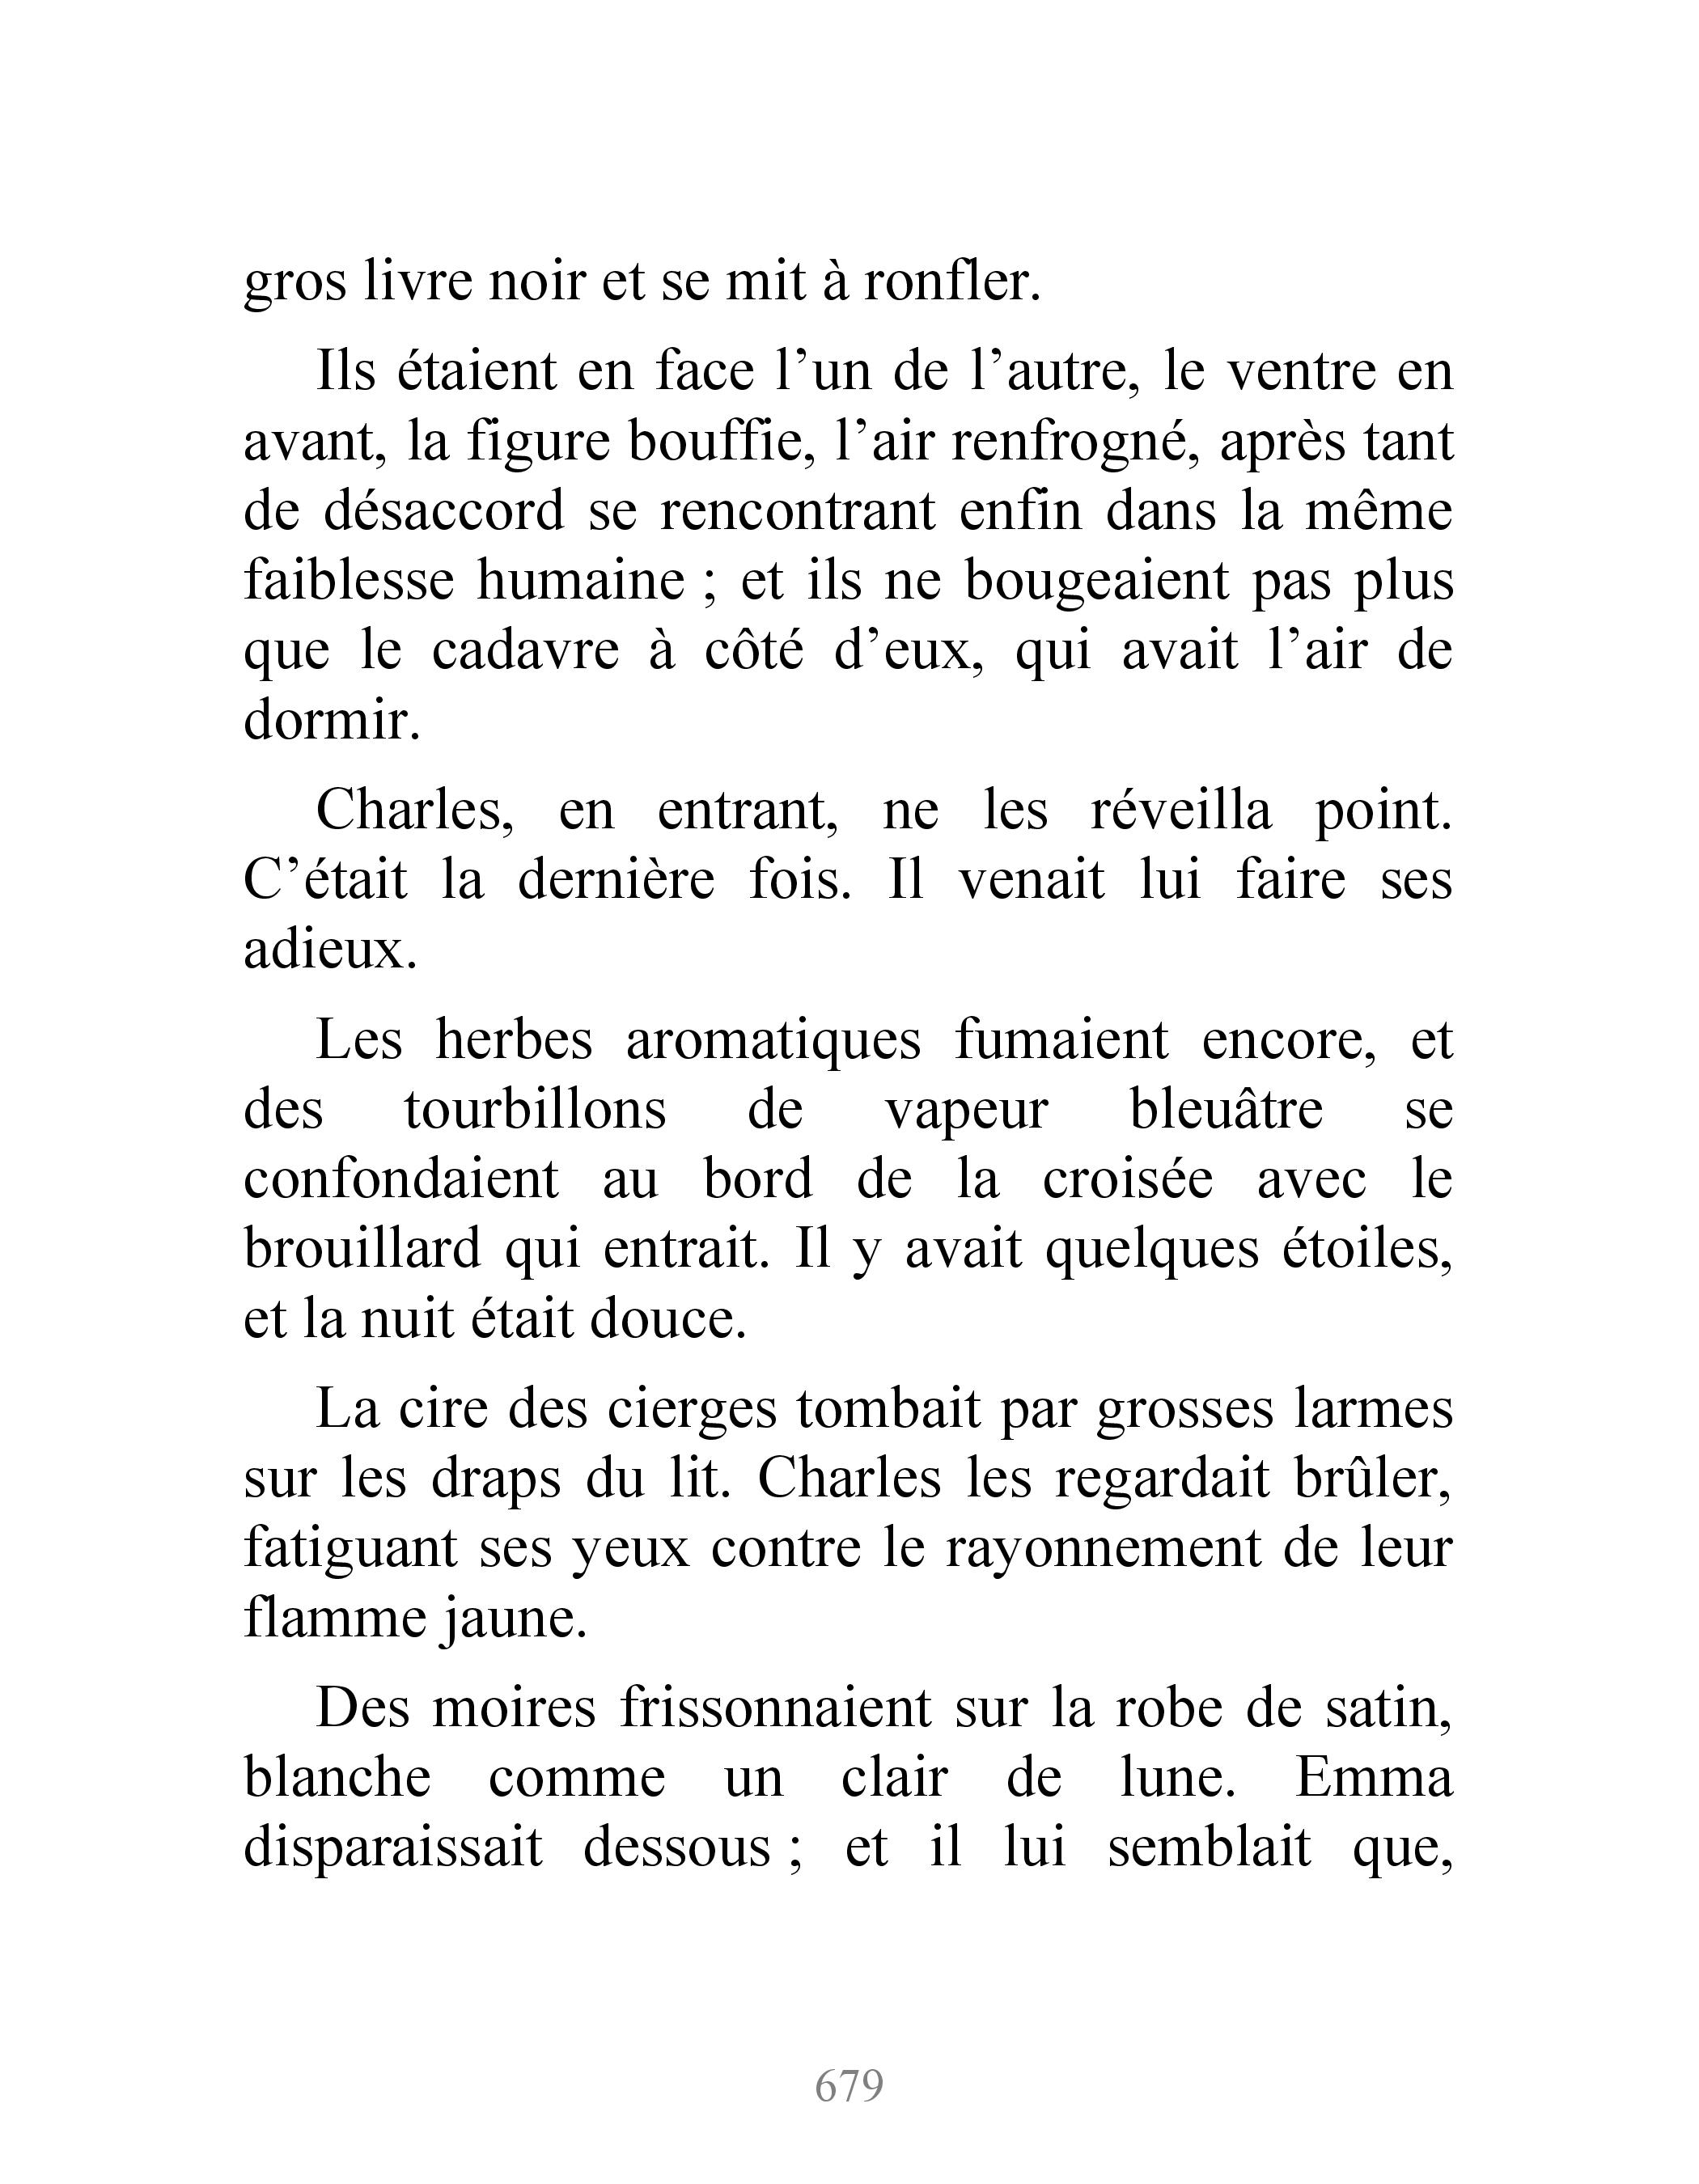 gros livre noir et se mit à ronfler.
Ils étaient en face l’un de l’autre, le ventre en
avant, la figure bouffie, l’air renfrogné, après tant
de désaccord se rencontrant enfin dans la même
faiblesse humaine ; et ils ne bougeaient pas plus
que le cadavre à côté d’eux, qui avait l’air de
dormir.
Charles, en entrant, ne les réveilla point.
C’était la dernière fois. Il venait lui faire ses
adieux.
Les herbes aromatiques fumaient encore, et
des tourbillons de vapeur bleuâtre se
confondaient au bord de la croisée avec le
brouillard qui entrait. Il y avait quelques étoiles,
et la nuit était douce.
La cire des cierges tombait par grosses larmes
sur les draps du lit. Charles les regardait brûler,
fatiguant ses yeux contre le rayonnement de leur
flamme jaune.
Des moires frissonnaient sur la robe de satin,
blanche comme un clair de lune. Emma
disparaissait dessous ; et il lui semblait que,
679